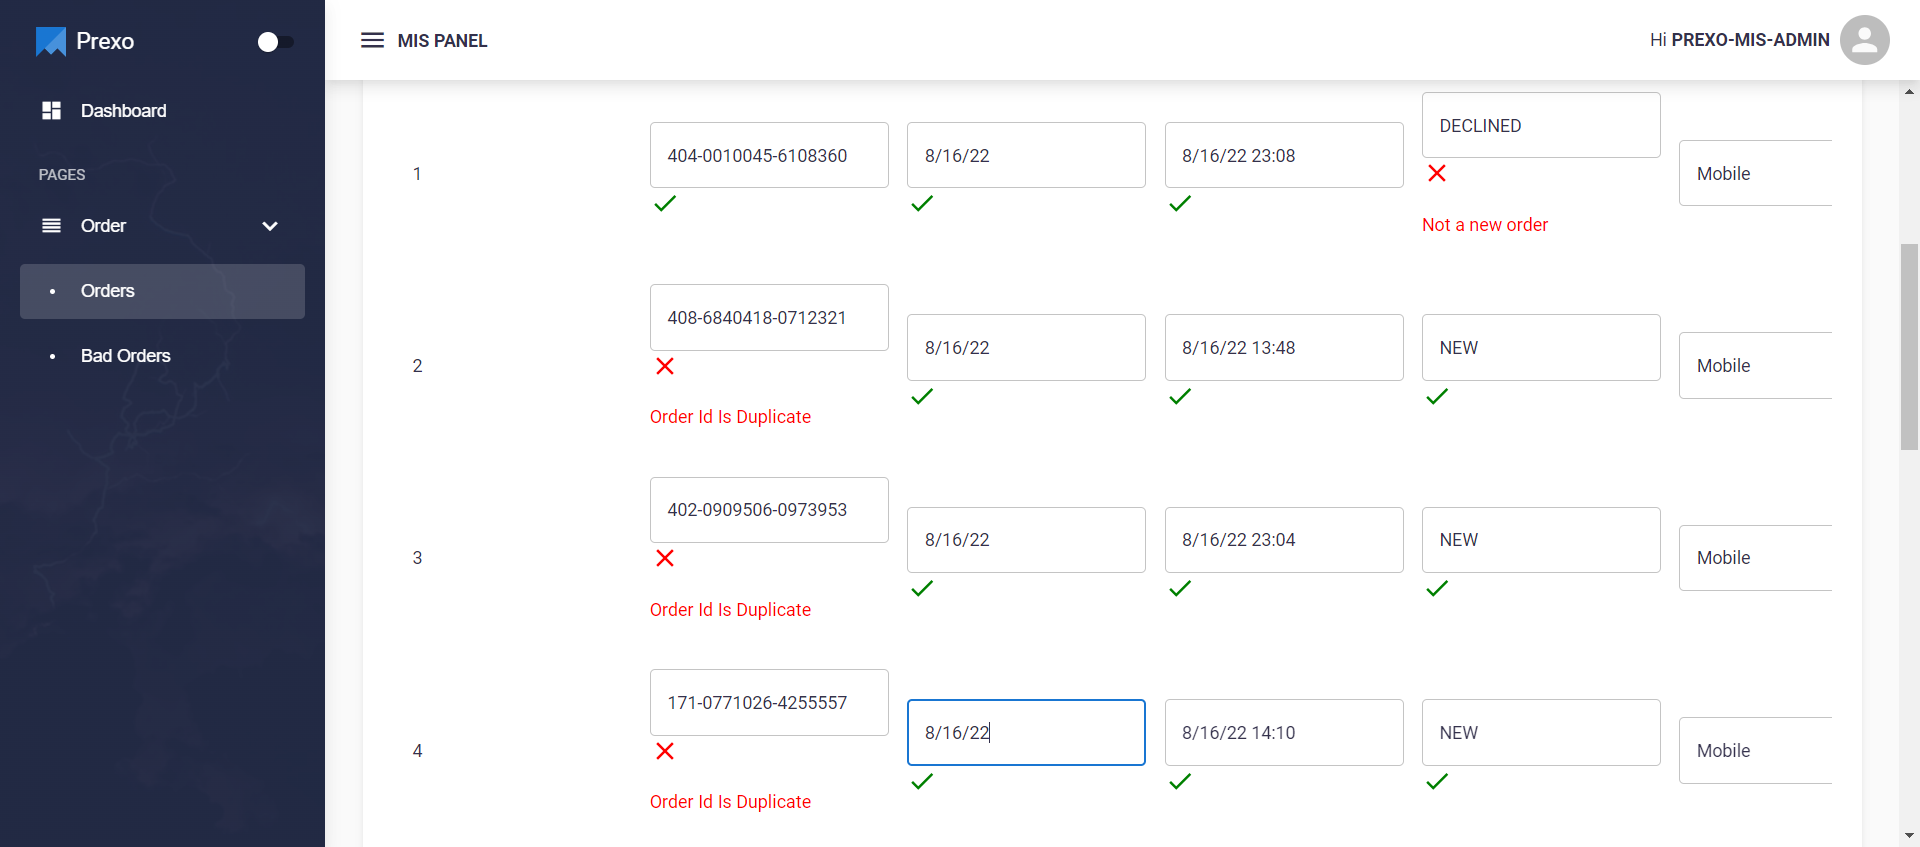 Prexo
MIS PANEL
Hi PREXO-MIS-ADMIN
Dashboard
PAGES
Order
Orders
Bad Orders
1
404-0010045-6108360
8/16/22
8/16/22 23:08
DECLINED
Not a new order
Mobile
2
408-6840418-0712321
Order Id Is Duplicate
8/16/22
8/16/22 13:48
NEW
Mobile
3
402-0909506-0973953
Order Id Is Duplicate
8/16/22
8/16/22 23:04
NEW
Mobile
4
171-0771026-4255557
Order Id Is Duplicate
8/16/22
8/16/22 14:10
NEW
Mobile